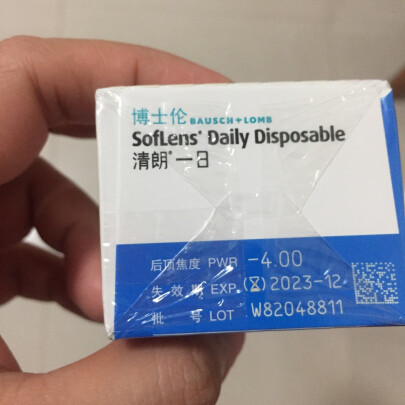 博士伦 BAUSCH+LOMB
SofLens® Daily Disposable
清朗®一日
后顶焦度 PWR -4.00
失效期 EXP. 2023-12
批号 LOT W82048811